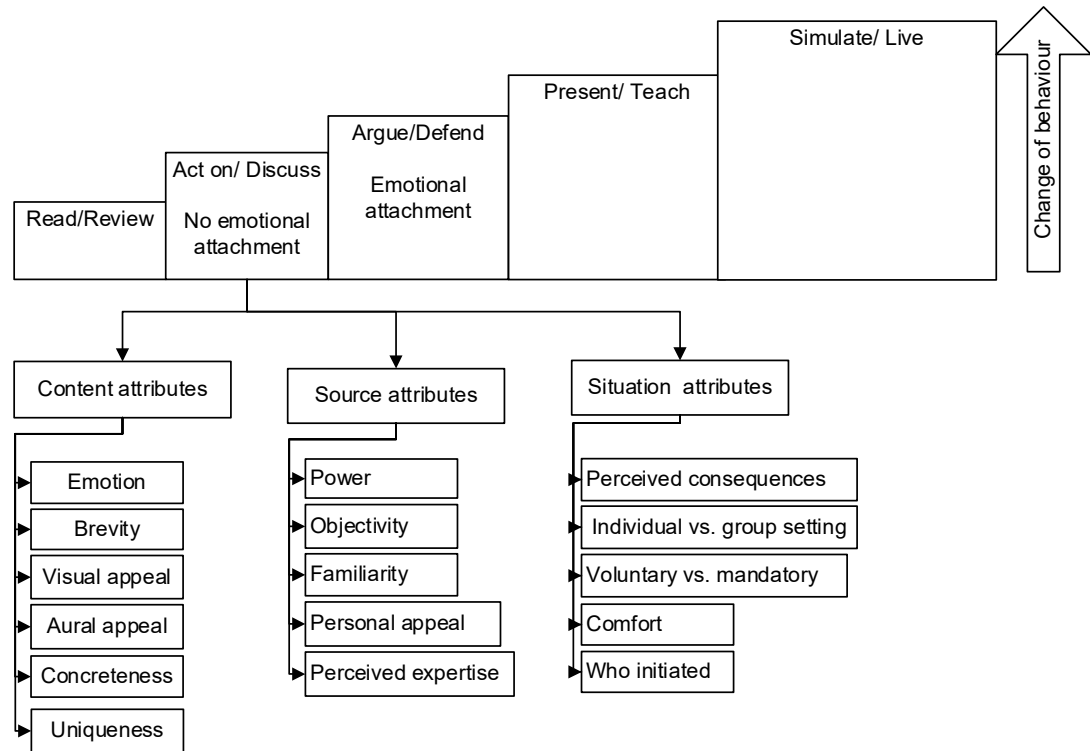 Simulate/ Live
Present/ Teach
Argue/Defend
Emotional
attachment
Act on/ Discuss
No emotional
attachment
Read/Review
Change of behaviour
Content attributes
Emotion
Brevity
Visual appeal
Aural appeal
Concreteness
Uniqueness
Source attributes
Power
Objectivity
Familiarity
Personal appeal
Perceived expertise
Situation attributes
Perceived consequences
Individual vs. group setting
Voluntary vs. mandatory
Comfort
Who initiated